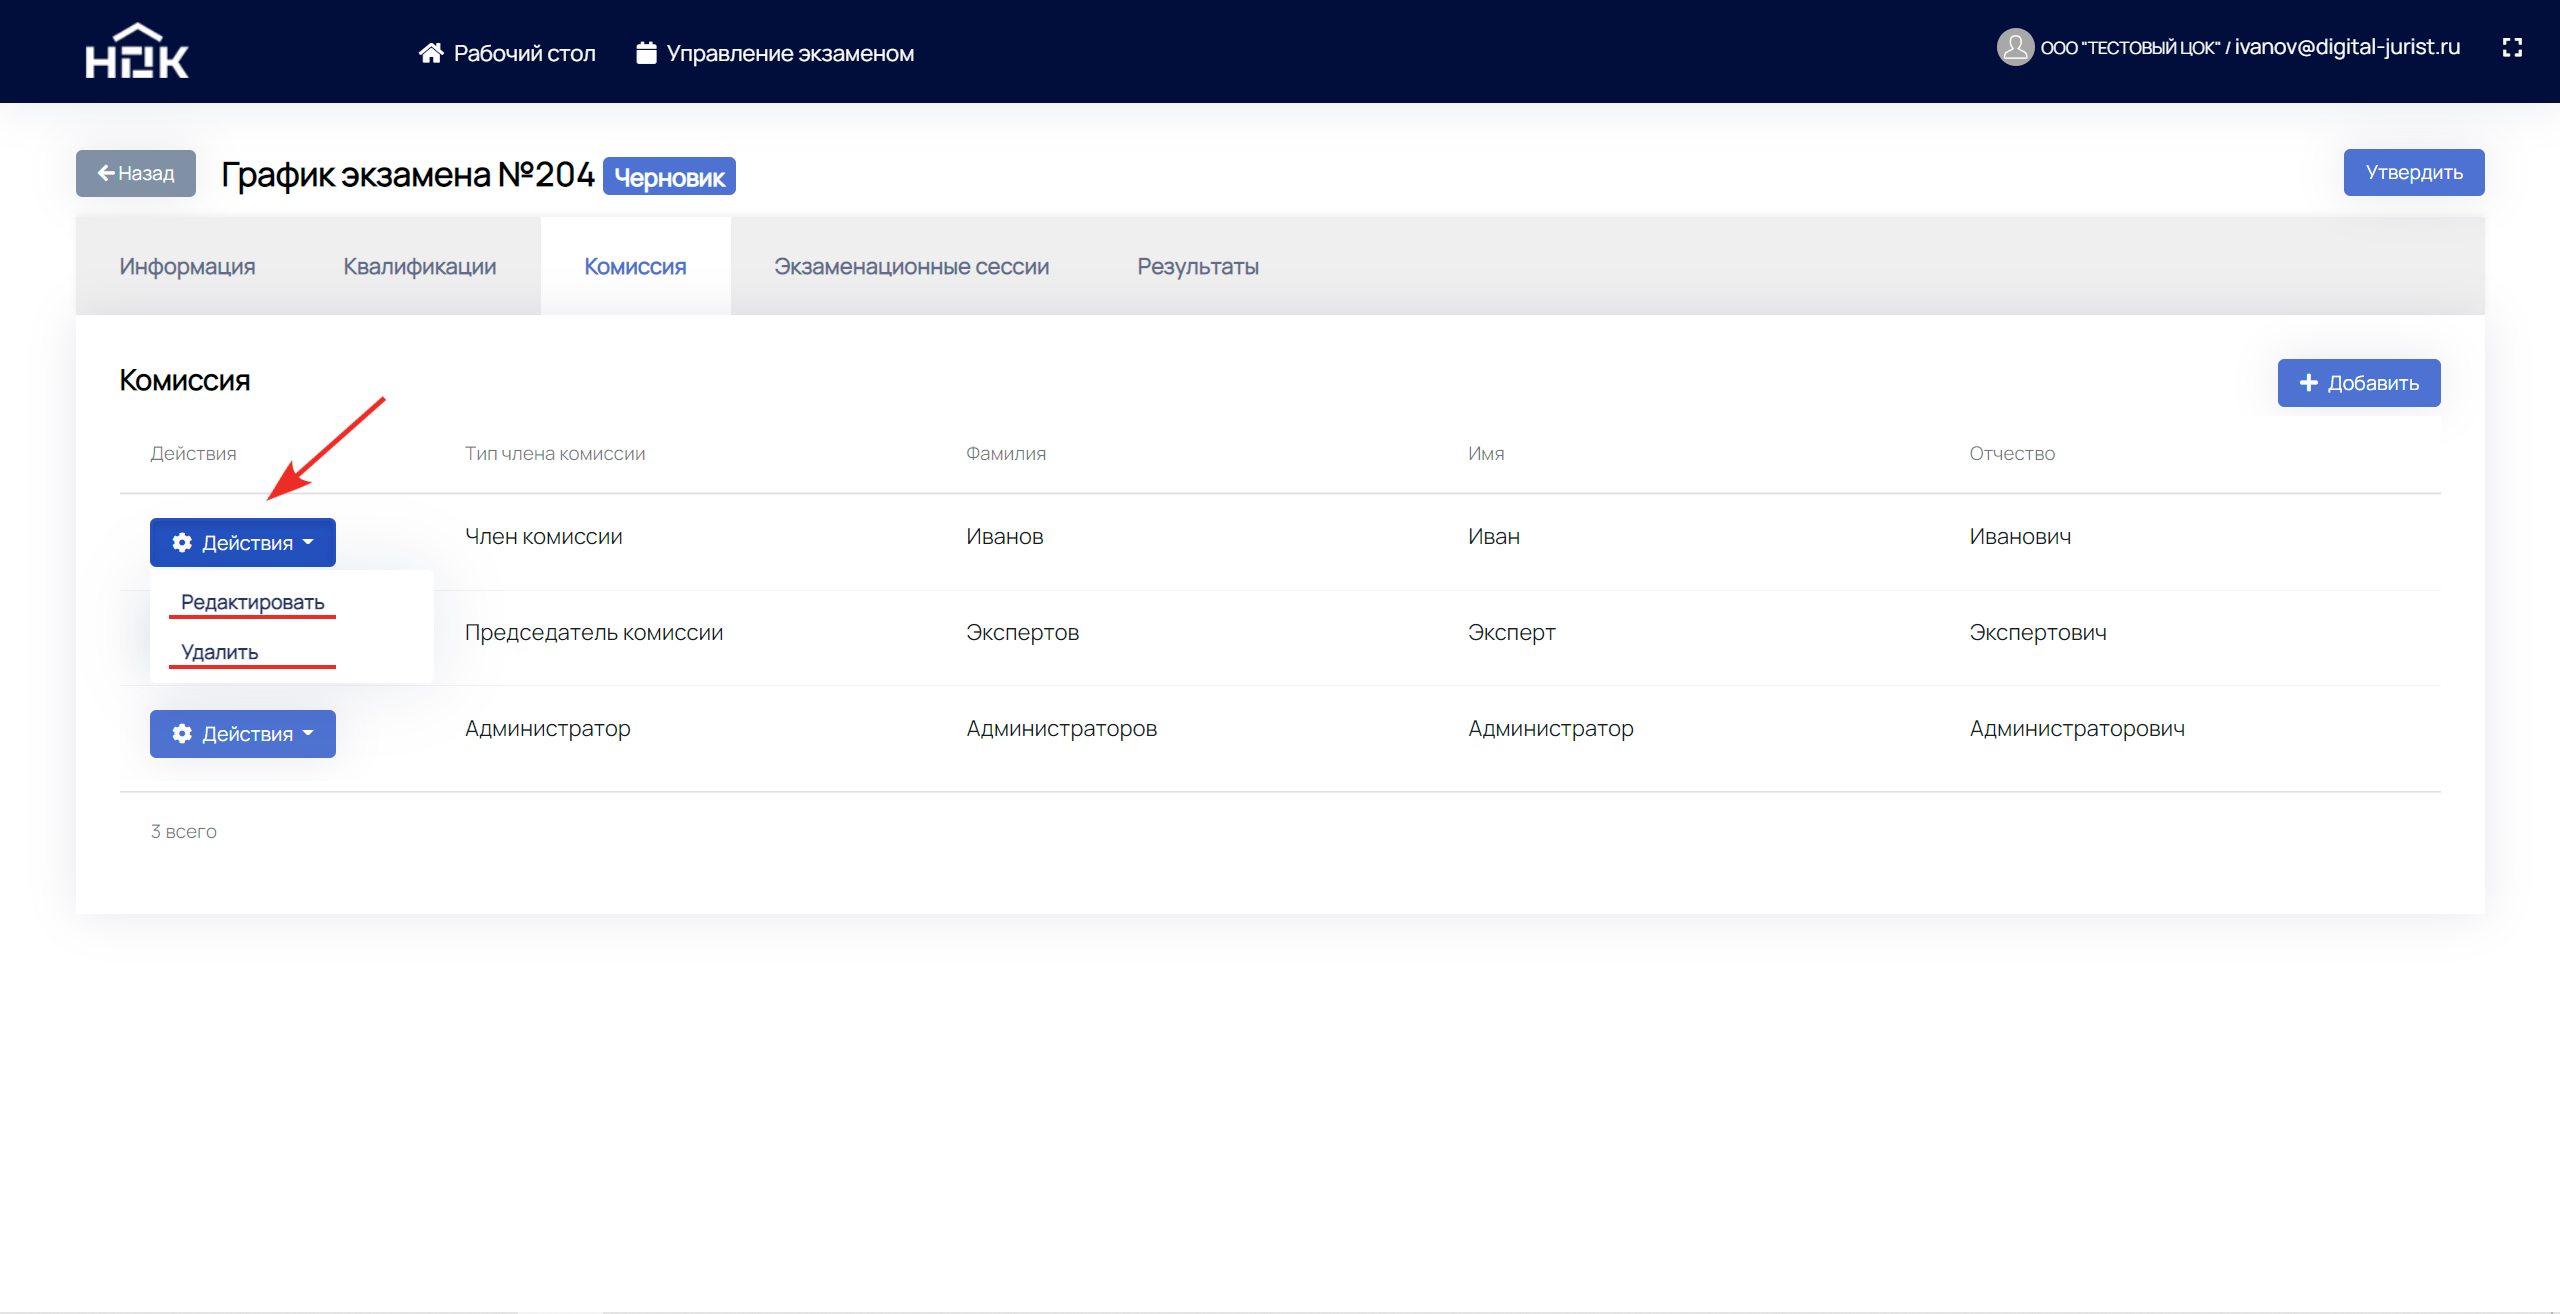 НОК
Рабочий стол
Управление экзаменом
ООО "ТЕСТОВЫЙ ЦОК" / ivanov@digital-jurist.ru
Назад
График экзамена №204
Черновик
Утвердить
Информация
Квалификации
Комиссия
Экзаменационные сессии
Результаты
Комиссия
Добавить
Действия Тип члена комиссии Фамилия Имя Отчество
Действия Член комиссии Иванов Иван Иванович
Редактировать
Председатель комиссии Экспертов Эксперт Экспертович
Удалить
Действия Администратор Администраторов Администратор Администраторович
3 всего